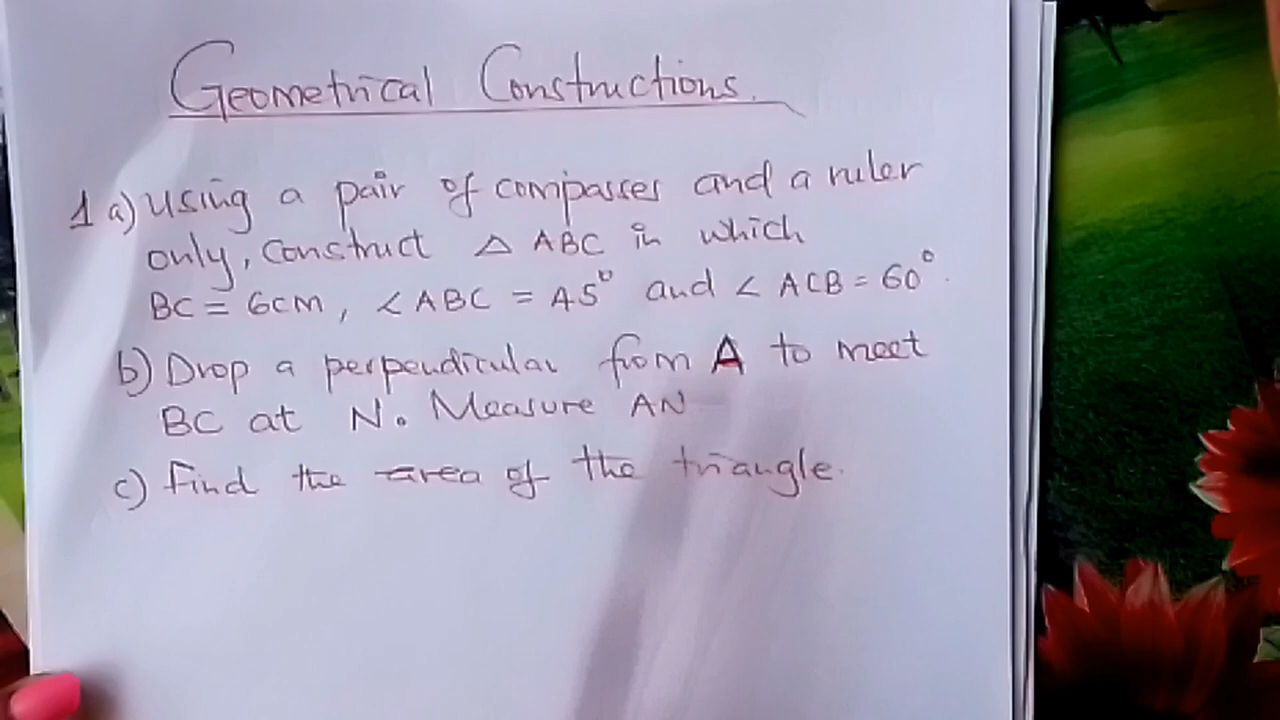 Geometrical Constructions.
1 a) Using a pair of compasses and a ruler
only, construct △ ABC in which
BC = 6cm, ∠ABC = 45° and ∠ACB = 60°.
b) Drop a perpendicular from A to meet
BC at N. Measure AN
c) Find the area of the triangle.